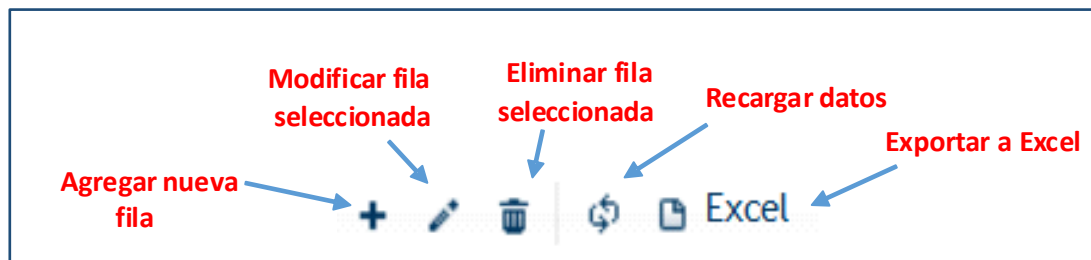 Modificar fila
seleccionada
Eliminar fila
seleccionada
Recargar datos
Exportar a Excel
Agregar nueva
fila
Excel